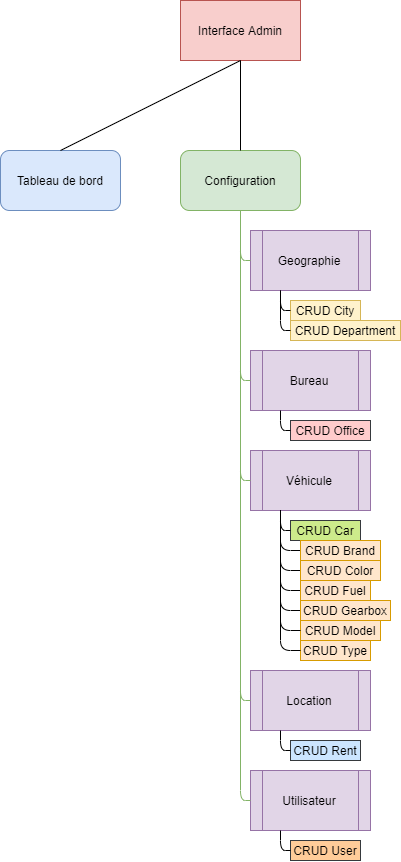 Interface Admin
Tableau de bord
Configuration
Geographie
CRUD City
CRUD Department
Bureau
CRUD Office
Véhicule
CRUD Car
CRUD Brand
CRUD Color
CRUD Fuel
CRUD Gearbox
CRUD Model
CRUD Type
Location
CRUD Rent
Utilisateur
CRUD User